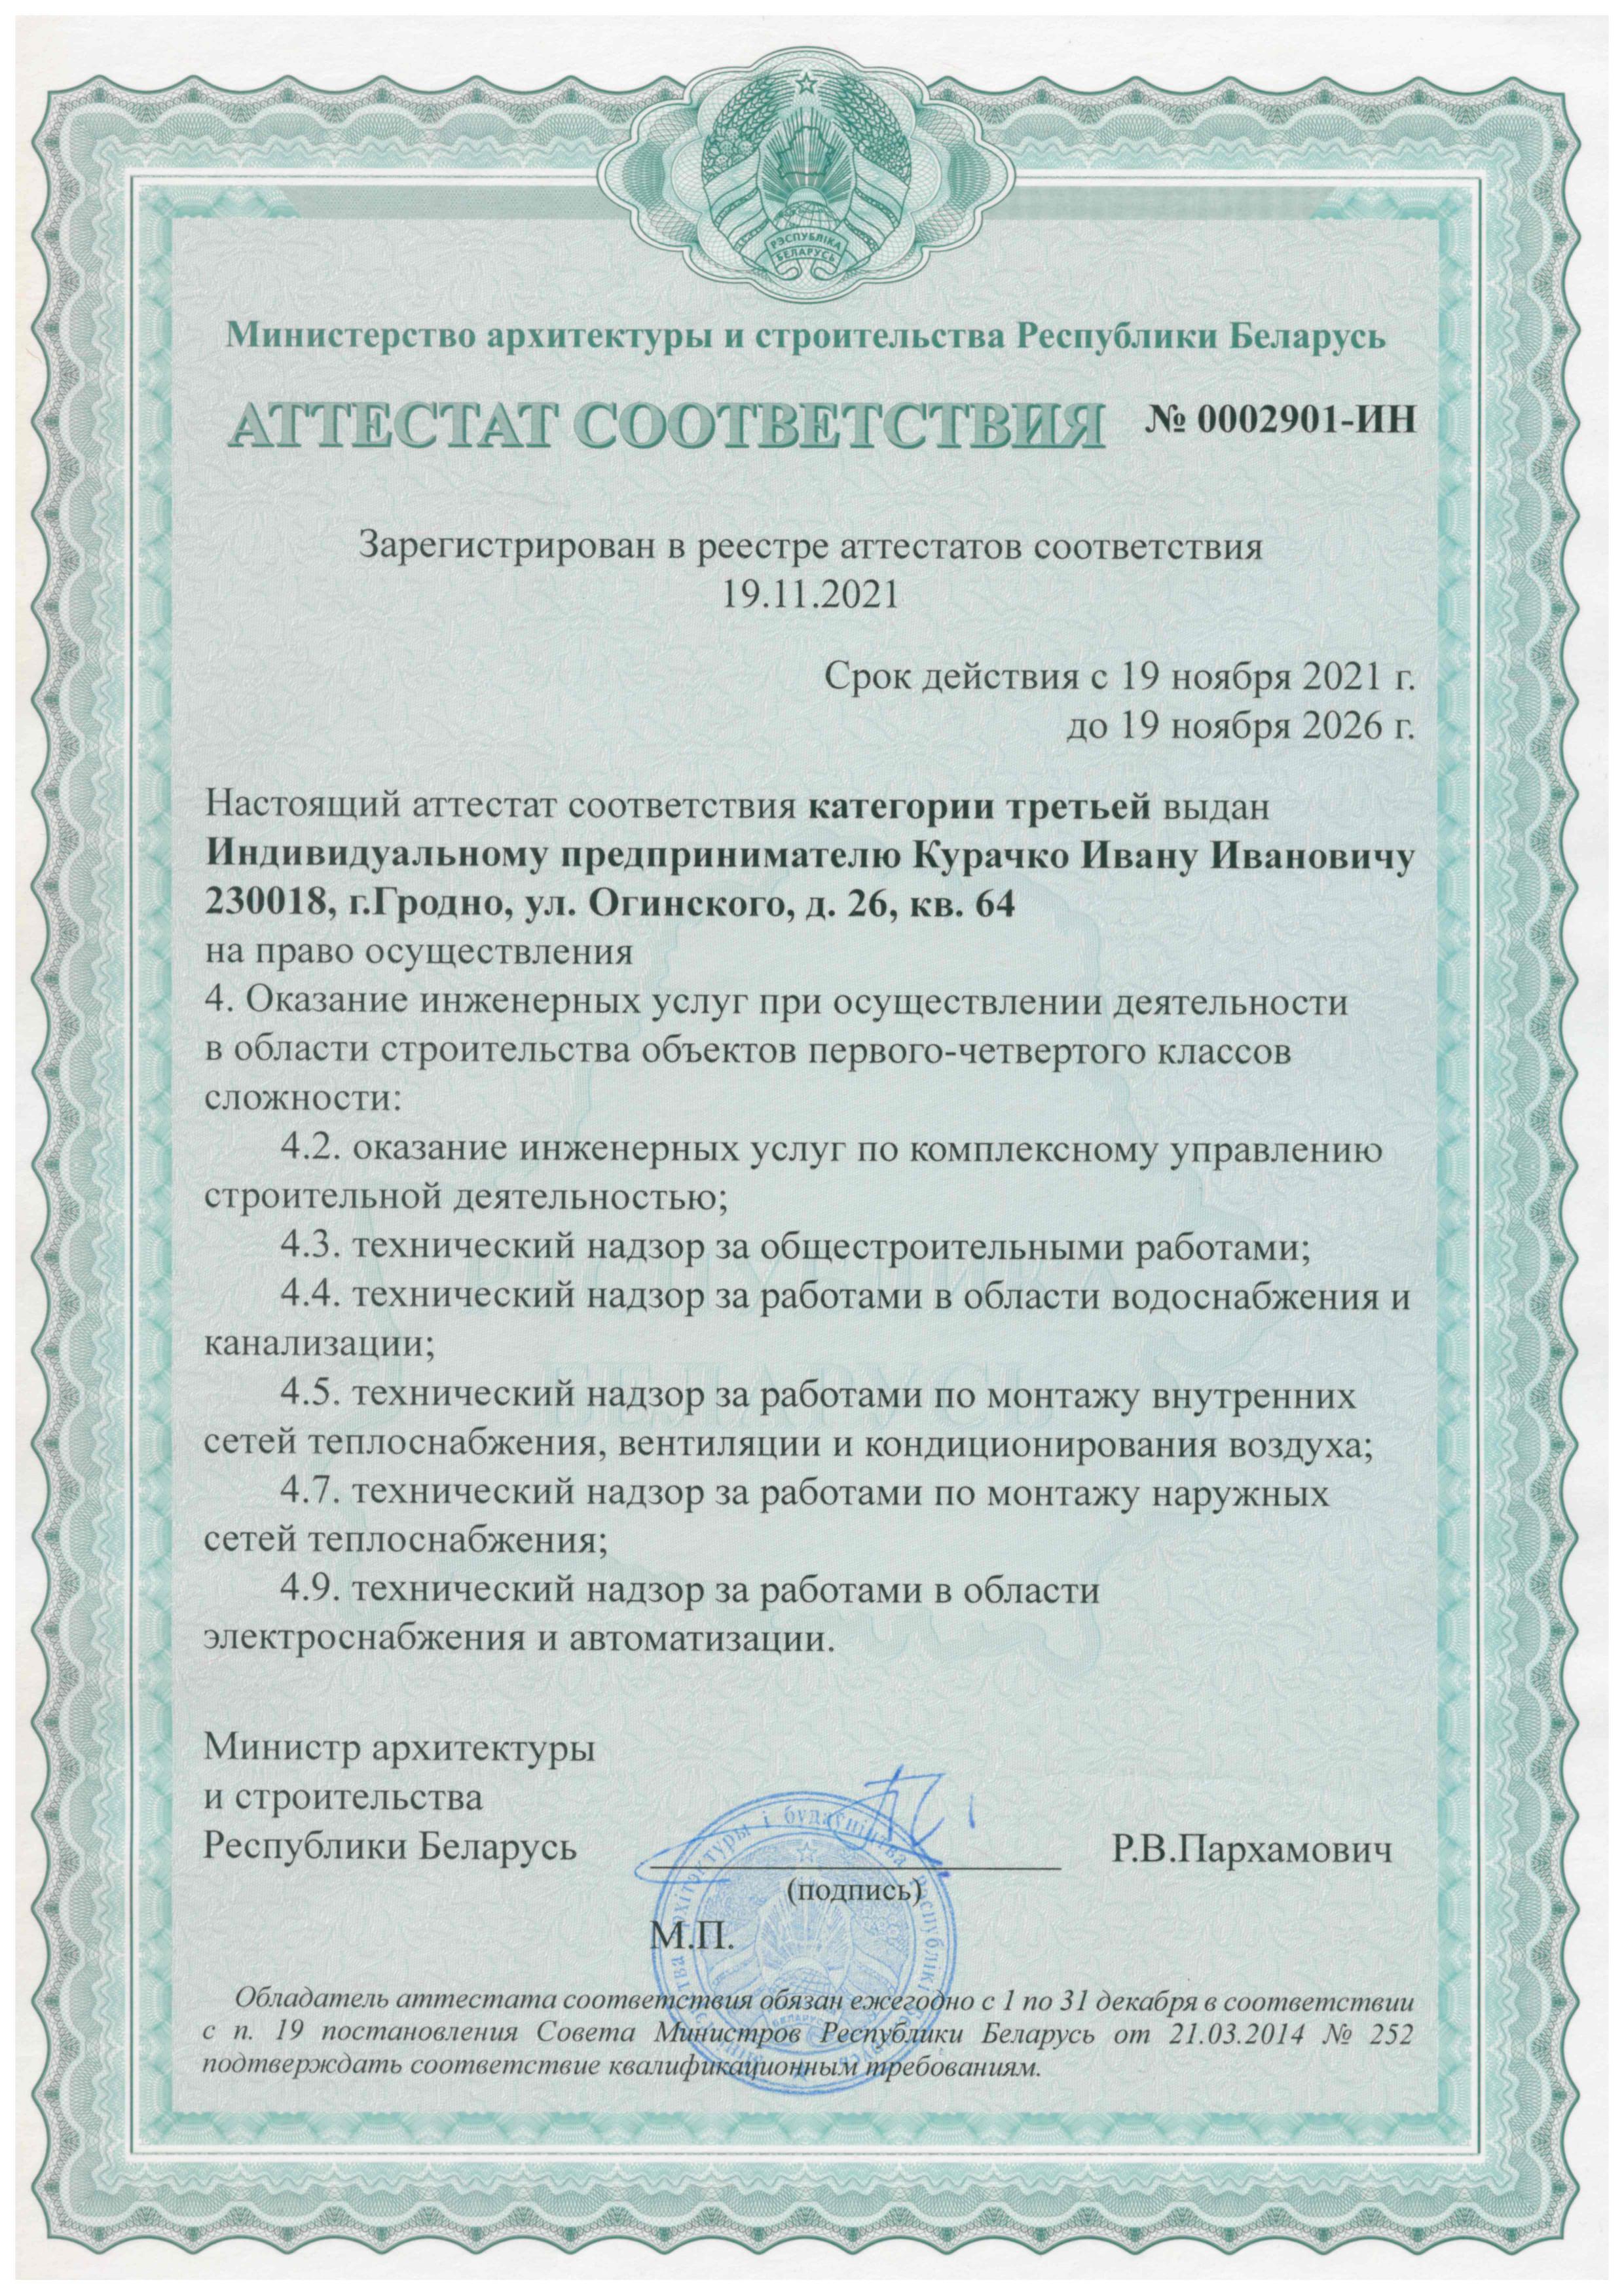 РЭСПУБЛІКА
БЕЛАРУСЬ
Министерство архитектуры и строительства Республики Беларусь
АТТЕСТАТ СООТВЕТСТВИЯ № 0002901-ИН
Зарегистрирован в реестре аттестатов соответствия
19.11.2021
Срок действия с 19 ноября 2021 г.
до 19 ноября 2026 г.
Настоящий аттестат соответствия категории третьей выдан
Индивидуальному предпринимателю Курачко Ивану Ивановичу
230018, г.Гродно, ул. Огинского, д. 26, кв. 64
на право осуществления
4. Оказание инженерных услуг при осуществлении деятельности
в области строительства объектов первого-четвертого классов
сложности:
4.2. оказание инженерных услуг по комплексному управлению
строительной деятельностью;
4.3. технический надзор за общестроительными работами;
4.4. технический надзор за работами в области водоснабжения и
канализации;
4.5. технический надзор за работами по монтажу внутренних
сетей теплоснабжения, вентиляции и кондиционирования воздуха;
4.7. технический надзор за работами по монтажу наружных
сетей теплоснабжения;
4.9. технический надзор за работами в области
электроснабжения и автоматизации.
Министр архитектуры
и строительства
Республики Беларусь Р.В.Пархамович
(подпись)
М.П.
Обладатель аттестата соответствия обязан ежегодно с 1 по 31 декабря в соответствии
с п. 19 постановления Совета Министров Республики Беларусь от 21.03.2014 № 252
подтверждать соответствие квалификационным требованиям.